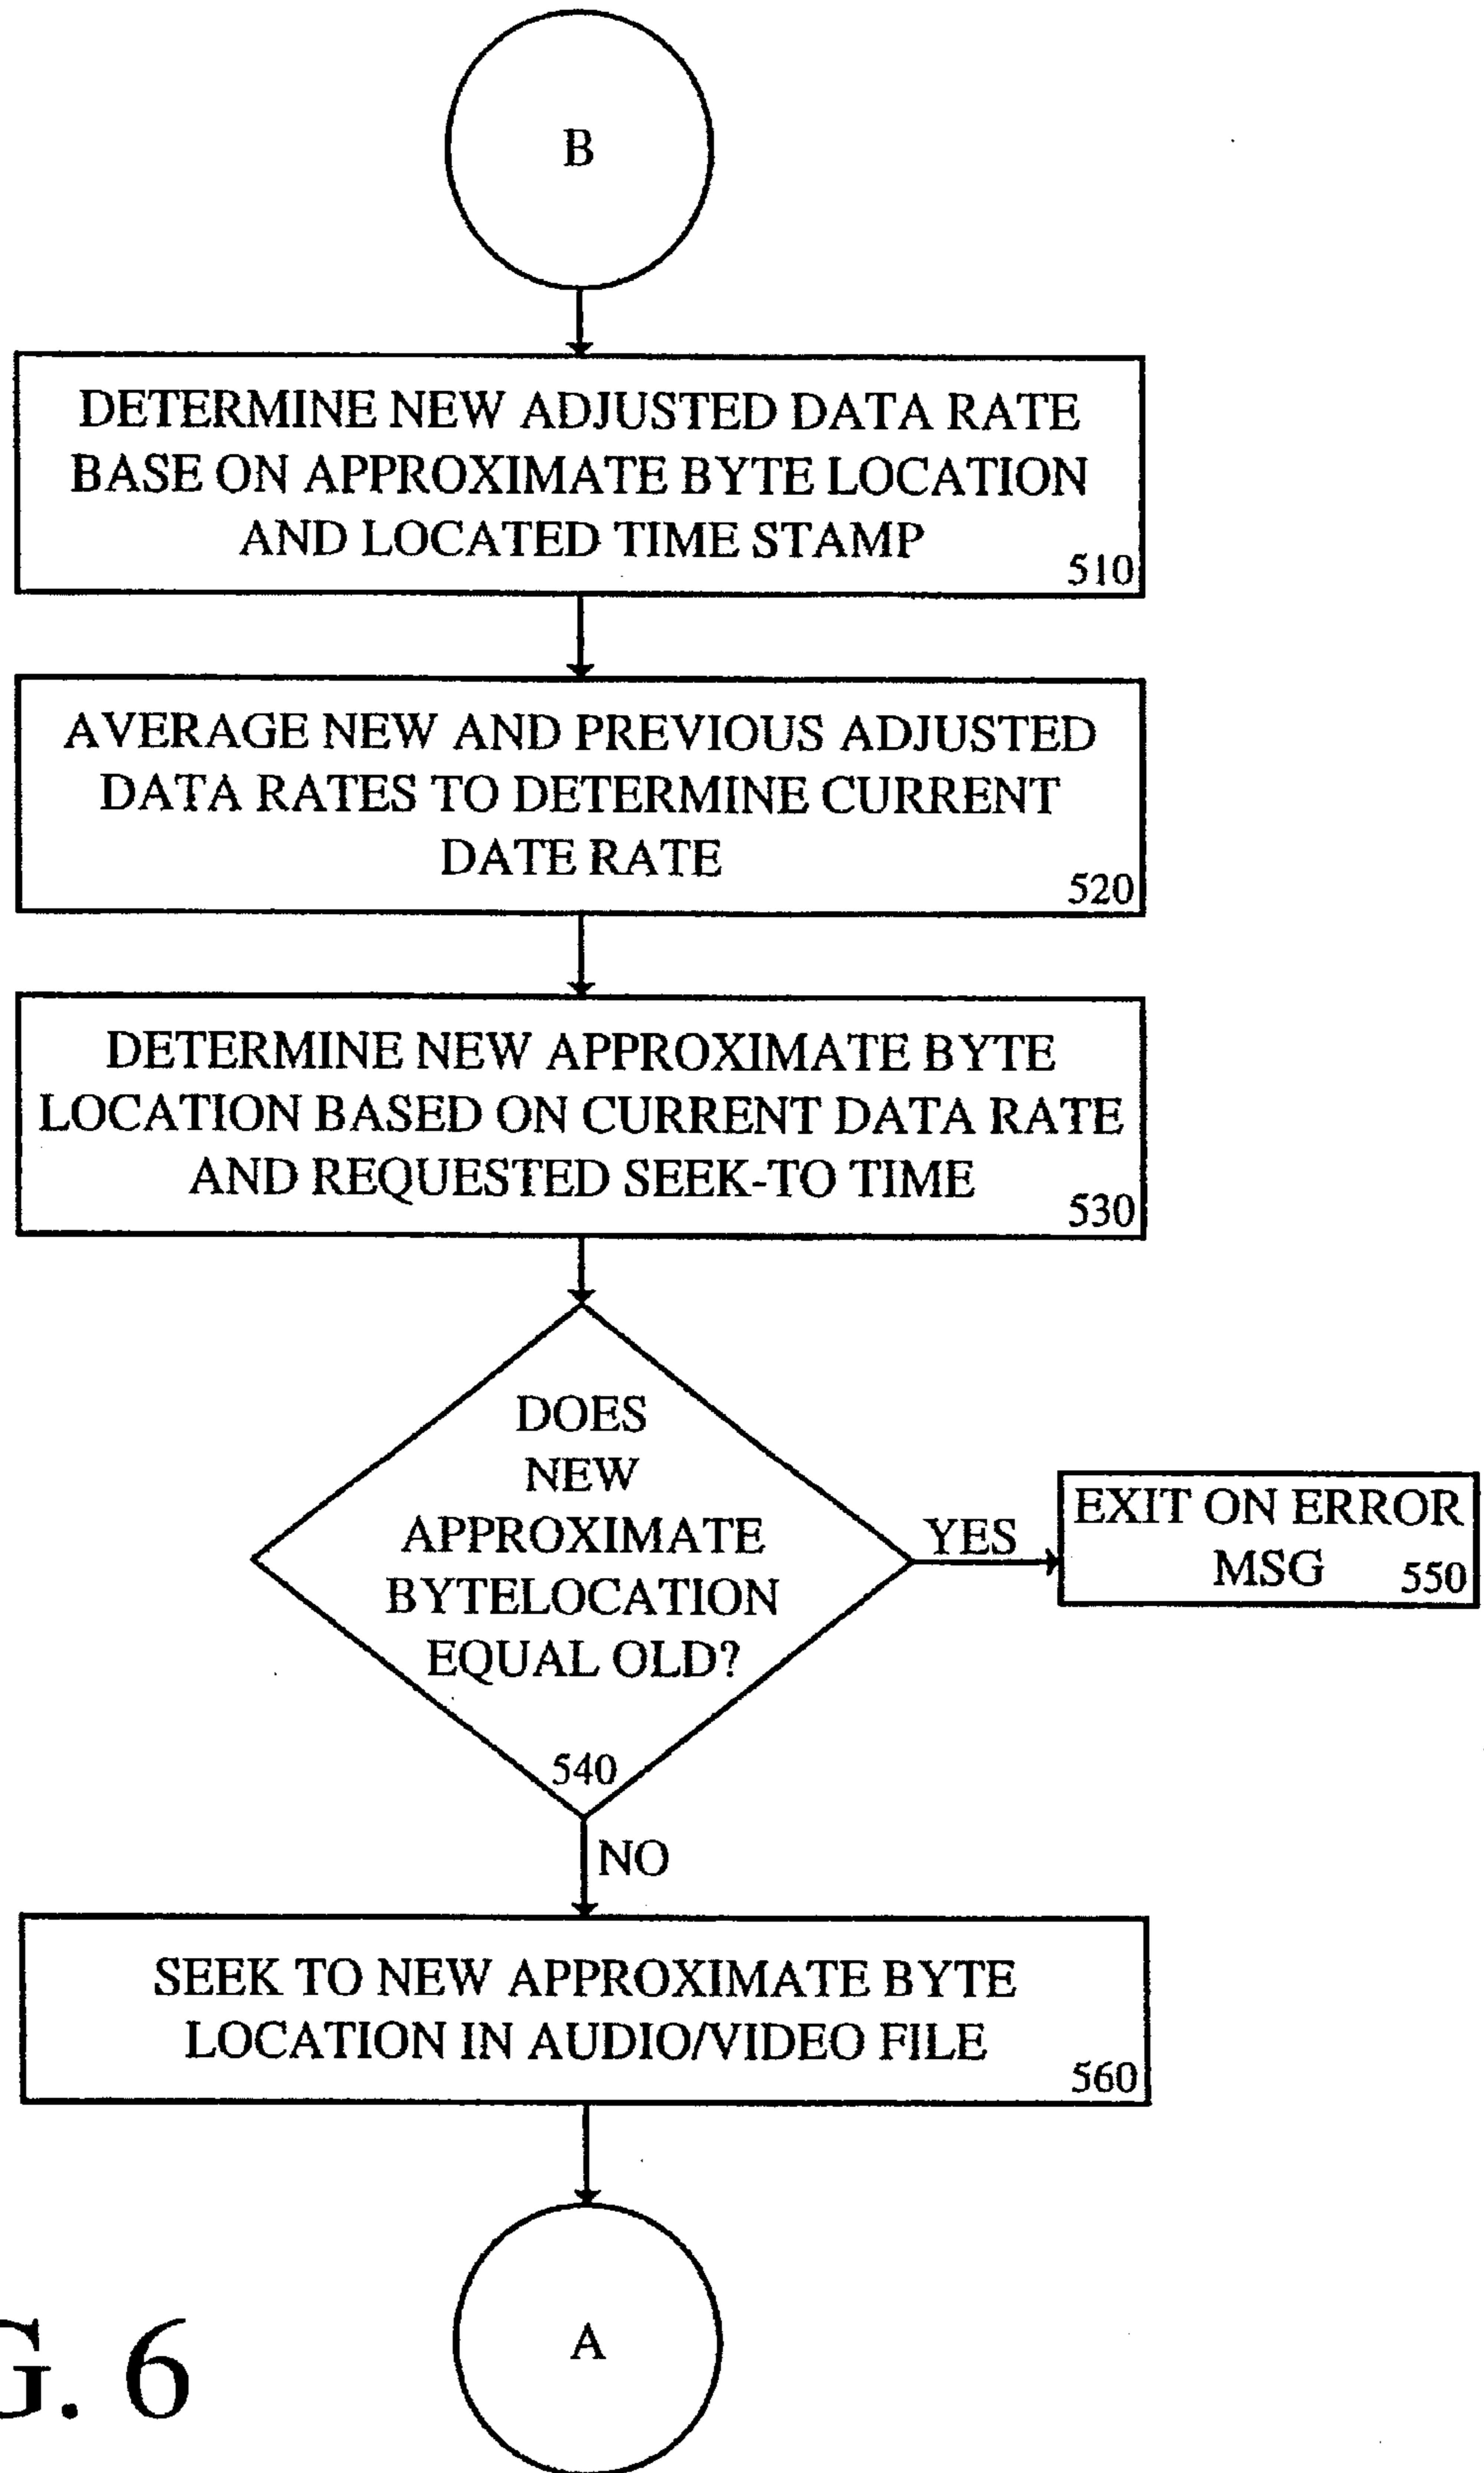 B
DETERMINE NEW ADJUSTED DATA RATE
BASE ON APPROXIMATE BYTE LOCATION
AND LOCATED TIME STAMP
510
AVERAGE NEW AND PREVIOUS ADJUSTED
DATA RATES TO DETERMINE CURRENT
DATE RATE
520
DETERMINE NEW APPROXIMATE BYTE
LOCATION BASED ON CURRENT DATA RATE
AND REQUESTED SEEK-TO TIME
530
DOES
NEW
APPROXIMATE
BYTELOCATION
EQUAL OLD?
540
YES
EXIT ON ERROR
MSG 550
NO
SEEK TO NEW APPROXIMATE BYTE
LOCATION IN AUDIO/VIDEO FILE
560
A
G. 6